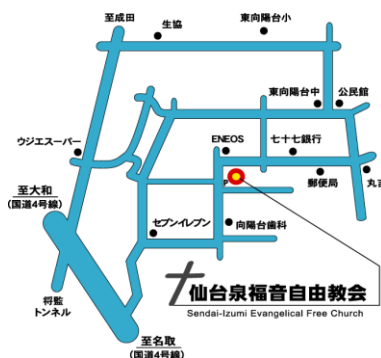 至成田
生協
東向陽台小
東向陽台中
公民館
ウジエスーパー
ENEOS
七十七銀行
至大和
(国道4号線)
P
郵便局
丸吉
セブンイレブン
向陽台歯科
仙台泉福音自由教会
Sendai-Izumi Evangelical Free Church
将監
トンネル
至名取
(国道4号線)